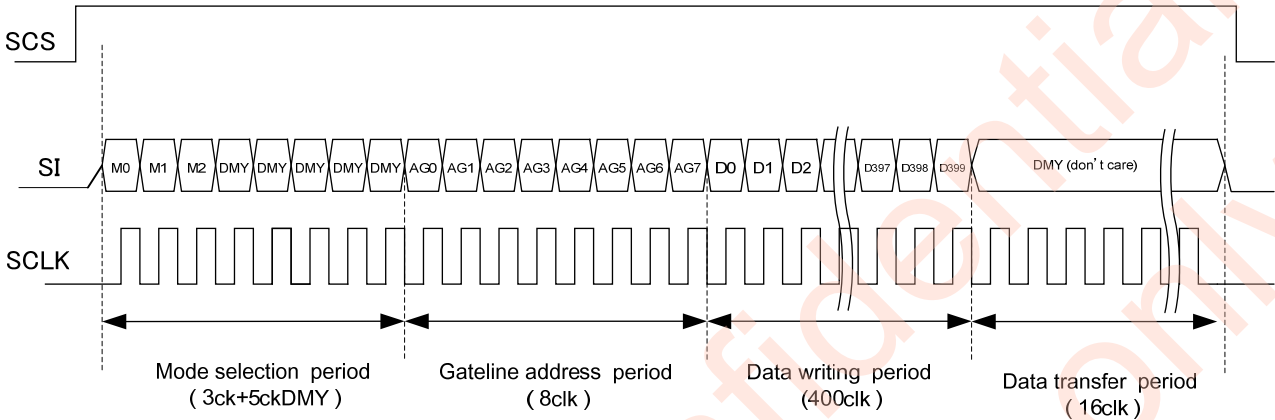 SCS
SI M0 M1 M2 DMY DMY DMY DMY DMY AG0 AG1 AG2 AG3 AG4 AG5 AG6 AG7 D0 D1 D2 D397 D398 D399 DMY (don't care)
SCLK
Mode selection period
( 3ck+5ckDMY )
Gateline address period
( 8clk )
Data writing period
(400clk )
Data transfer period
( 16clk )